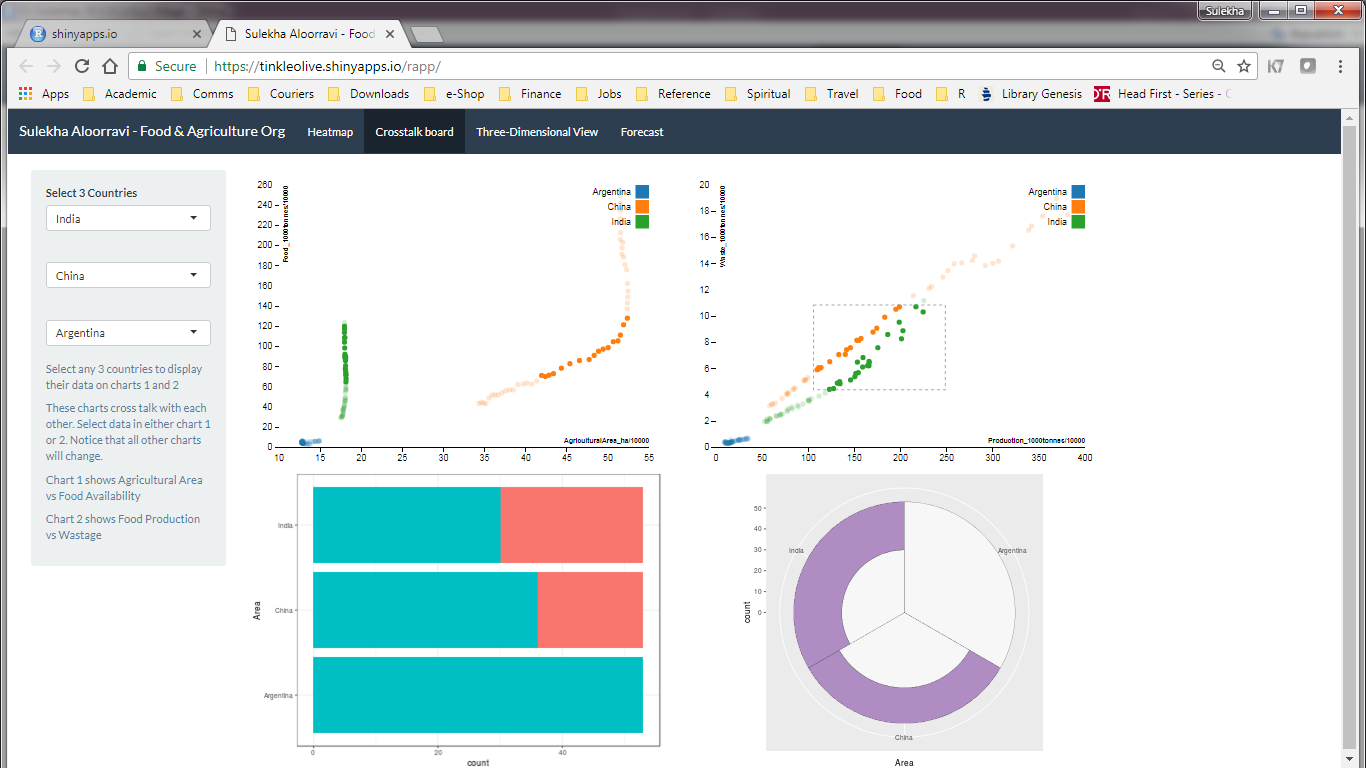 Sulekha
shinyapps.io
Sulekha Aloorravi - Food
Secure https://tinkleolive.shinyapps.io/rapp/
Apps Academic Comms Couriers Downloads e-Shop Finance Jobs Reference Spiritual Travel Food R Library Genesis Head First - Series -
Sulekha Aloorravi - Food & Agriculture Org Heatmap Crosstalk board Three-Dimensional View Forecast
Select 3 Countries
India
China
Argentina
Select any 3 countries to display
their data on charts 1 and 2
These charts cross talk with each
other. Select data in either chart 1
or 2. Notice that all other charts
will change.
Chart 1 shows Agricultural Area
vs Food Availability
Chart 2 shows Food Production
vs Wastage
260
240
220
200
180
160
140
120
100
80
60
40
20
0
Food_1000tonnes/10000
Argentina
China
India
AgriculturalArea_ha/10000
10 15 20 25 30 35 40 45 50 55
20
18
16
14
12
10
8
6
4
2
0
Waste_1000tonnes/10000
Argentina
China
India
Production_1000tonnes/10000
0 50 100 150 200 250 300 350 400
Area
India
China
Argentina
0 20 40
count
50
40
30
20
10
0
count
India
Argentina
China
Area